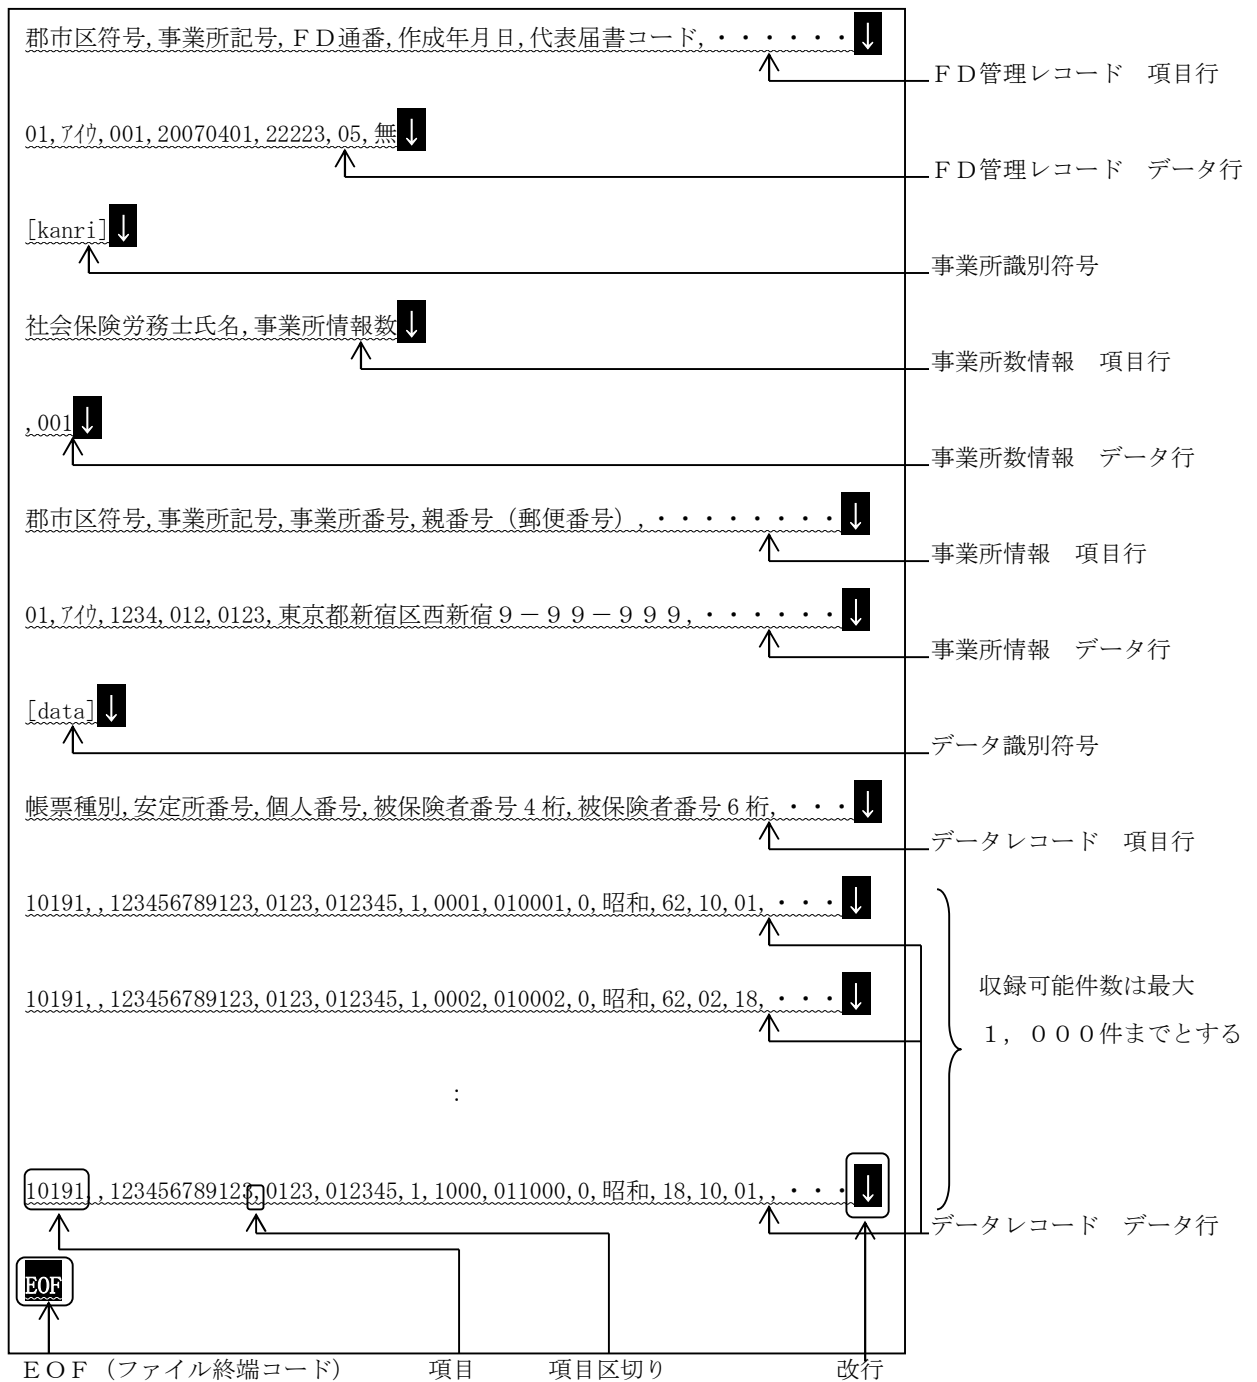 郡市区符号,事業所記号,ＦＤ通番,作成年月日,代表届書コード,・・・・・・↓
ＦＤ管理レコード　項目行
01,ｱｲｳ,001,20070401,22223,05,無↓
ＦＤ管理レコード　データ行
[kanri]↓
事業所識別符号
社会保険労務士氏名,事業所情報数↓
事業所数情報　項目行
,001↓
事業所数情報　データ行
郡市区符号,事業所記号,事業所番号,親番号（郵便番号）,・・・・・・・・↓
事業所情報　項目行
01,ｱｲｳ,1234,012,0123,東京都新宿区西新宿９－９９－９９９,・・・・・・↓
事業所情報　データ行
[data]↓
データ識別符号
帳票種別,安定所番号,個人番号,被保険者番号４桁,被保険者番号６桁,・・・↓
データレコード　項目行
10191,,123456789123,0123,012345,1,0001,010001,0,昭和,62,10,01,・・・↓
10191,,123456789123,0123,012345,1,0002,010002,0,昭和,62,02,18,・・・↓
収録可能件数は最大
１，０００件までとする
：
10191,,123456789123,0123,012345,1,1000,011000,0,昭和,18,10,01,,・・・↓
データレコード　データ行
EOF
ＥＯＦ（ファイル終端コード）　項目　項目区切り　改行